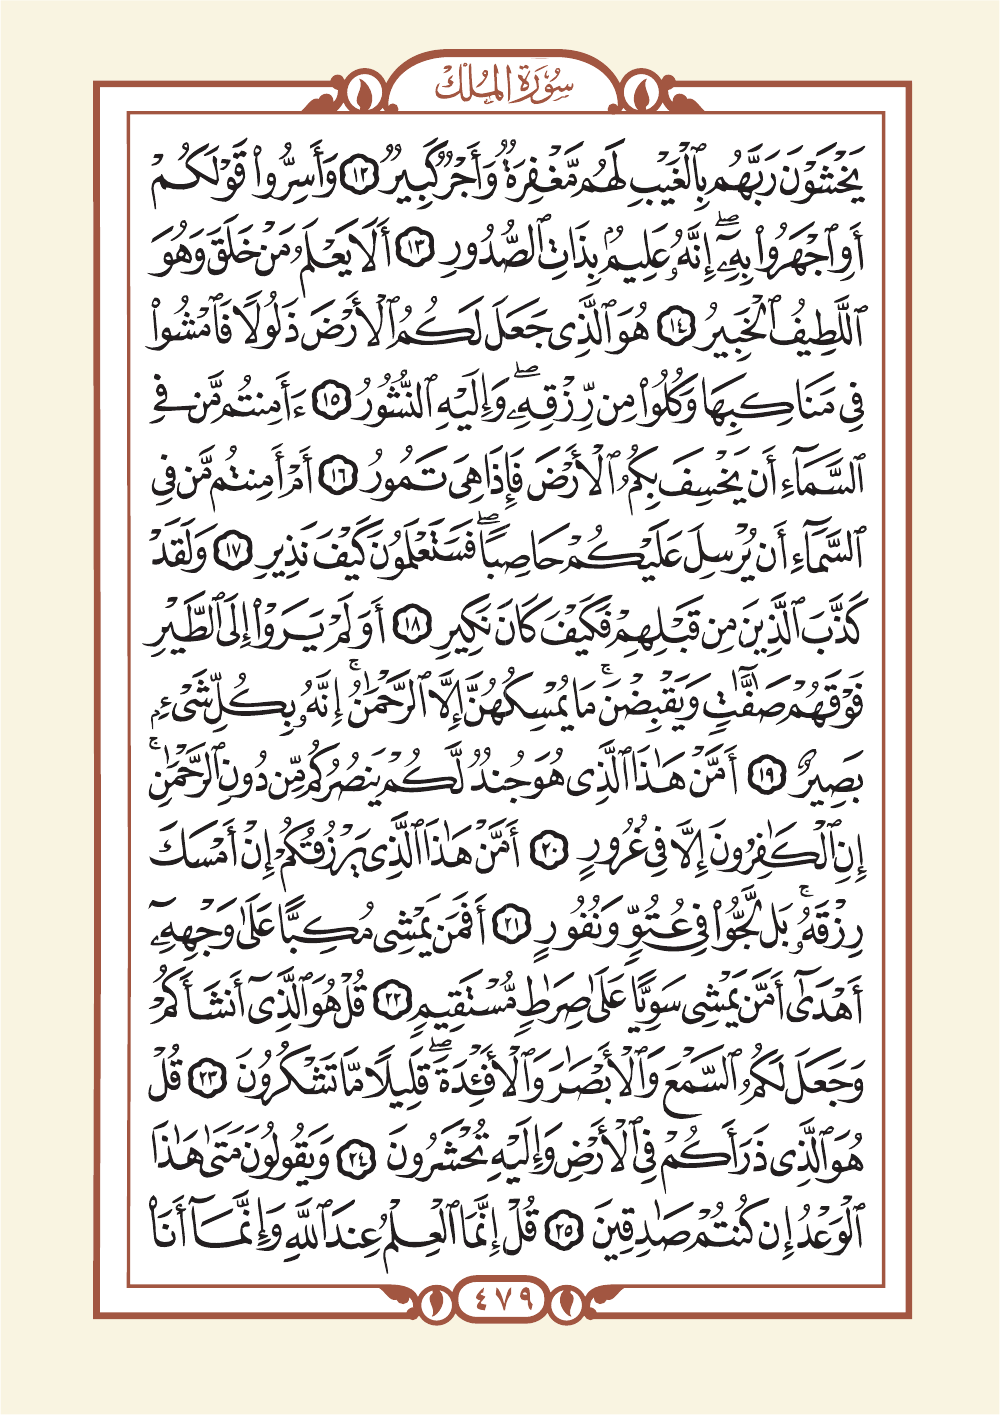 سُورَةُ الْمُلْكِ
يَخْشَوْنَ رَبَّهُم بِالْغَيْبِ لَهُم مَّغْفِرَةٌ وَأَجْرٌ كَبِيرٌ ١٢ وَأَسِرُّوا۟ قَوْلَكُمْ
أَوِ ٱجْهَرُوا۟ بِهِۦٓ ۖ إِنَّهُۥ عَلِيمٌۢ بِذَاتِ ٱلصُّدُورِ ١٣ أَلَا يَعْلَمُ مَنْ خَلَقَ وَهُوَ
ٱللَّطِيفُ ٱلْخَبِيرُ ١٤ هُوَ ٱلَّذِى جَعَلَ لَكُمُ ٱلْأَرْضَ ذَلُولًا فَٱمْشُوا۟
فِى مَنَاكِبِهَا وَكُلُوا۟ مِن رِّزْقِهِۦ ۖ وَإِلَيْهِ ٱلنُّشُورُ ١٥ ءَأَمِنتُم مَّن فِى
ٱلسَّمَآءِ أَن يَخْسِفَ بِكُمُ ٱلْأَرْضَ فَإِذَا هِىَ تَمُورُ ١٦ أَمْ أَمِنتُم مَّن فِى
ٱلسَّمَآءِ أَن يُرْسِلَ عَلَيْكُمْ حَاصِبًا ۖ فَسَتَعْلَمُونَ كَيْفَ نَذِيرِ ١٧ وَلَقَدْ
كَذَّبَ ٱلَّذِينَ مِن قَبْلِهِمْ فَكَيْفَ كَانَ نَكِيرِ ١٨ أَوَلَمْ يَرَوْا۟ إِلَى ٱلطَّيْرِ
فَوْقَهُمْ صَٰٓفَّٰتٍ وَيَقْبِضْنَ ۚ مَا يُمْسِكُهُنَّ إِلَّا ٱلرَّحْمَٰنُ ۚ إِنَّهُۥ بِكُلِّ شَىْءٍۭ
بَصِيرٌ ١٩ أَمَّنْ هَٰذَا ٱلَّذِى هُوَ جُندٌ لَّكُمْ يَنصُرُكُم مِّن دُونِ ٱلرَّحْمَٰنِ ۚ
إِنِ ٱلْكَٰفِرُونَ إِلَّا فِى غُرُورٍ ٢٠ أَمَّنْ هَٰذَا ٱلَّذِى يَرْزُقُكُمْ إِنْ أَمْسَكَ
رِزْقَهُۥ ۚ بَل لَّجُّوا۟ فِى عُتُوٍّ وَنُفُورٍ ٢١ أَفَمَن يَمْشِى مُكِبًّا عَلَىٰ وَجْهِهِۦٓ
أَهْدَىٰٓ أَمَّن يَمْشِى سَوِيًّا عَلَىٰ صِرَٰطٍ مُّسْتَقِيمٍ ٢٢ قُلْ هُوَ ٱلَّذِىٓ أَنشَأَكُمْ
وَجَعَلَ لَكُمُ ٱلسَّمْعَ وَٱلْأَبْصَٰرَ وَٱلْأَفْـِٔدَةَ ۖ قَلِيلًا مَّا تَشْكُرُونَ ٢٣ قُلْ
هُوَ ٱلَّذِى ذَرَأَكُمْ فِى ٱلْأَرْضِ وَإِلَيْهِ تُحْشَرُونَ ٢٤ وَيَقُولُونَ مَتَىٰ هَٰذَا
ٱلْوَعْدُ إِن كُنتُمْ صَٰدِقِينَ ٢٥ قُلْ إِنَّمَا ٱلْعِلْمُ عِندَ ٱللَّهِ وَإِنَّمَآ أَنَا۠
٤٧٩